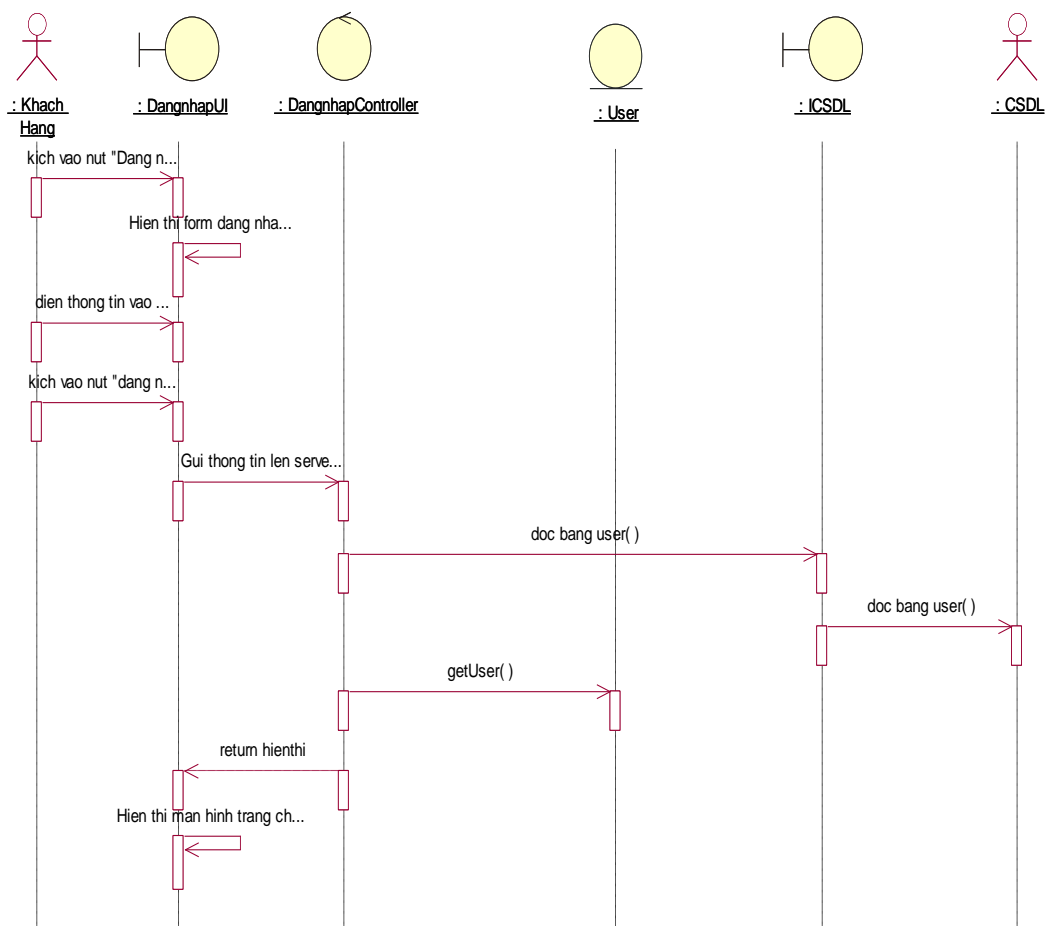 : Khach
Hang
: DangnhapUI
: DangnhapController
: User
: ICSDL
: CSDL
kich vao nut "Dang n...
Hien thi form dang nha...
dien thong tin vao ...
kich vao nut "dang n...
Gui thong tin len serve...
doc bang user( )
doc bang user( )
getUser( )
return hienthi
Hien thi man hinh trang ch...